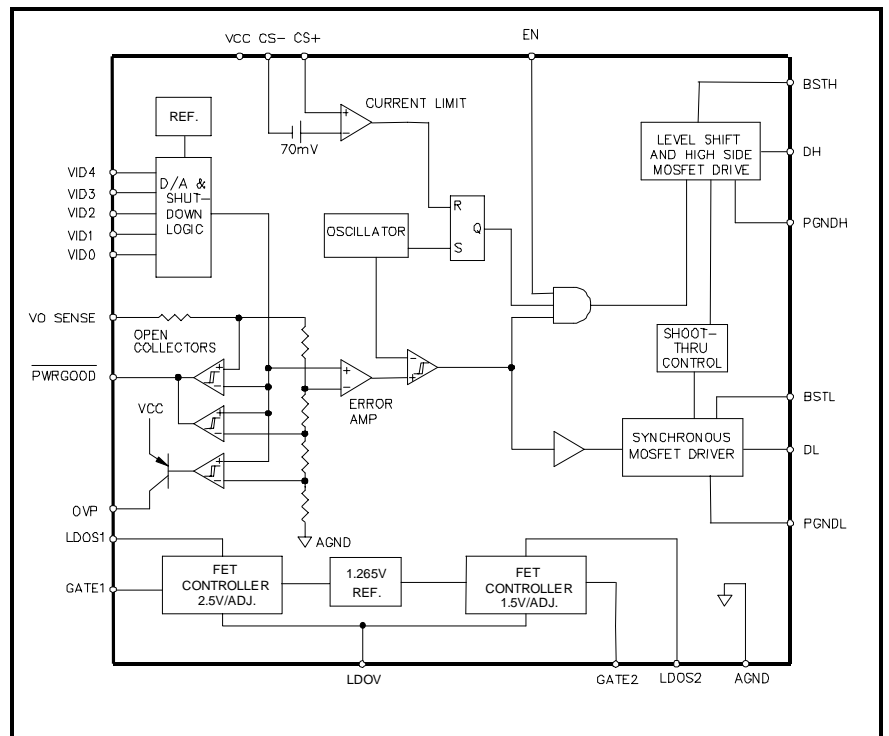 VCC CS- CS+
EN
BSTH
REF.
CURRENT LIMIT
+
-
70mV
LEVEL SHIFT
AND HIGH SIDE
MOSFET DRIVE
DH
VID4
VID3
VID2
VID1
VID0
D/A &
SHUT-
DOWN
LOGIC
R
Q
S
OSCILLATOR
PGNDH
VO SENSE
OPEN
COLLECTORS
SHOOT-
THRU
CONTROL
PWRGOOD
+
-
+
-
-
+
ERROR
AMP
BSTL
VCC
+
-
SYNCHRONOUS
MOSFET DRIVER
DL
+
-
OVP
PGNDL
LDOS1
AGND
FET
CONTROLLER
2.5V/ADJ.
1.265V
REF.
FET
CONTROLLER
1.5V/ADJ.
GATE1
LDOV
GATE2
LDOS2
AGND